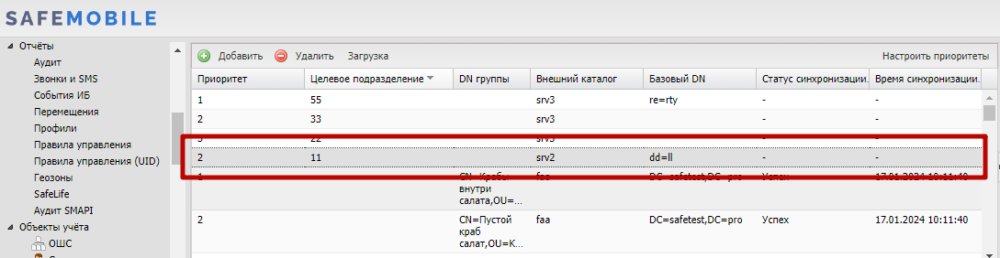 SAFEMOBILE
Отчёты
Аудит
Звонки и SMS
События ИБ
Перемещения
Профили
Правила управления
Правила управления (UID)
Геозоны
SafeLife
Аудит SMAPI
Объекты учёта
ОШС
Добавить Удалить Загрузка Настроить приоритеты
Приоритет Целевое подразделение DN группы Внешний каталог Базовый DN Статус синхронизации. Время синхронизации.
1 55 srv3 re=rty - -
2 33 srv3 - -
3 22 srv3 - -
2 11 srv2 dd=ll - -
1 CN=Крабы внутри салата,OU=... faa DC=safetest,DC=pro Успех 17.01.2024 10:11:40
2 CN=Пустой краб салат,OU=К... faa DC=safetest,DC=pro Успех 17.01.2024 10:11:40